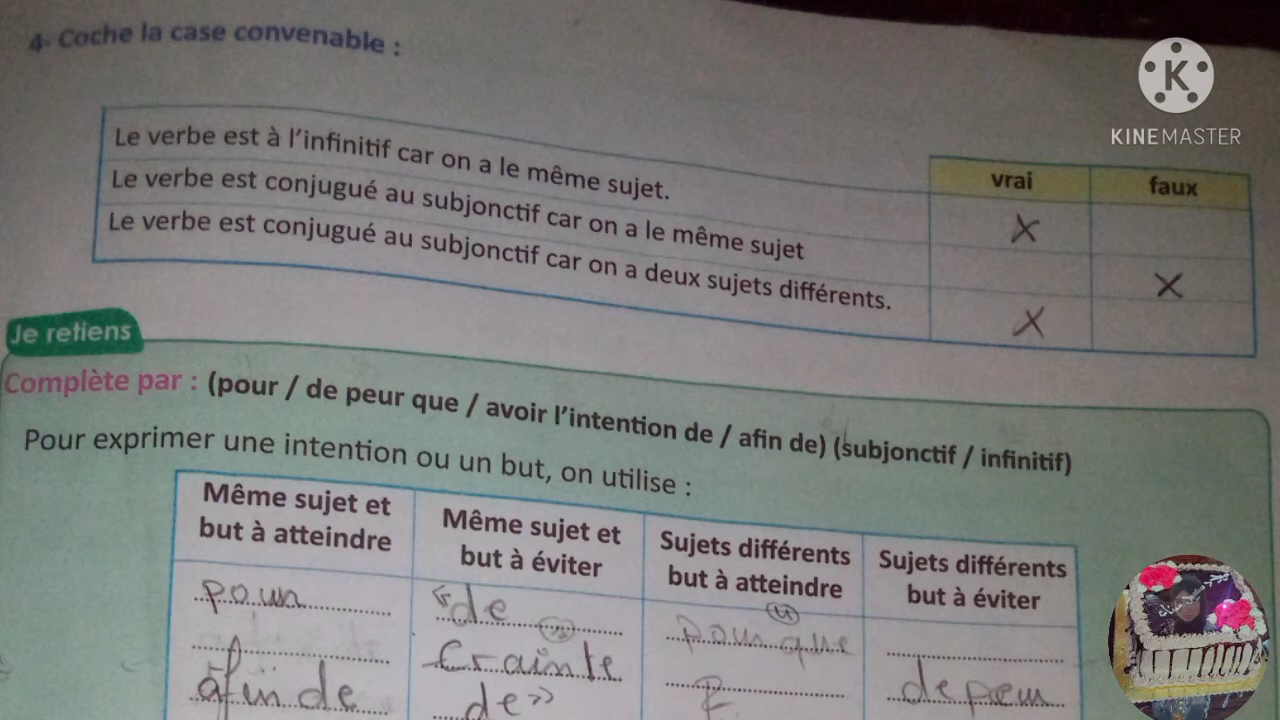 4- Coche la case convenable :
KINEMASTER
vrai faux
Le verbe est à l'infinitif car on a le même sujet. X
Le verbe est conjugué au subjonctif car on a le même sujet X
Le verbe est conjugué au subjonctif car on a deux sujets différents. X
Je retiens
Complète par : (pour / de peur que / avoir l'intention de / afin de) (subjonctif / infinitif)
Pour exprimer une intention ou un but, on utilise :
Même sujet et but à atteindre
Même sujet et but à éviter
Sujets différents but à atteindre
Sujets différents but à éviter
pour
afin de
«de
crainte
de»
pour que
de peur